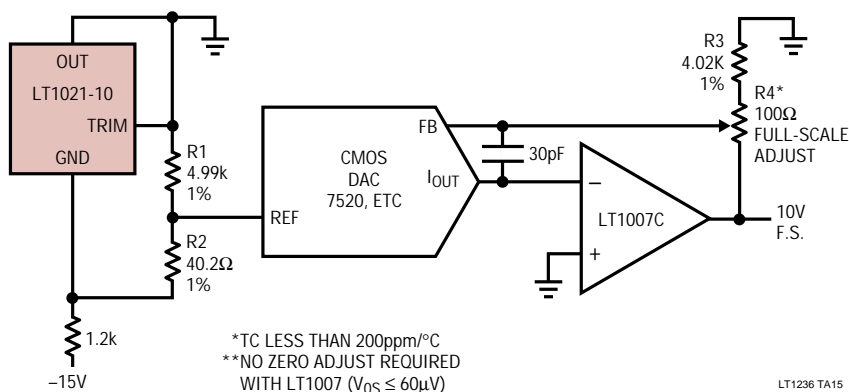 OUT
LT1021-10
TRIM
GND
R1
4.99k
1%
R2
40.2Ω
1%
1.2k
–15V
REF
CMOS
DAC
7520, ETC
FB
IOUT
30pF
–
+
LT1007C
R3
4.02K
1%
R4*
100Ω
FULL-SCALE
ADJUST
10V
F.S.
*TC LESS THAN 200ppm/°C
**NO ZERO ADJUST REQUIRED
WITH LT1007 (V0S ≤ 60µV)
LT1236 TA15